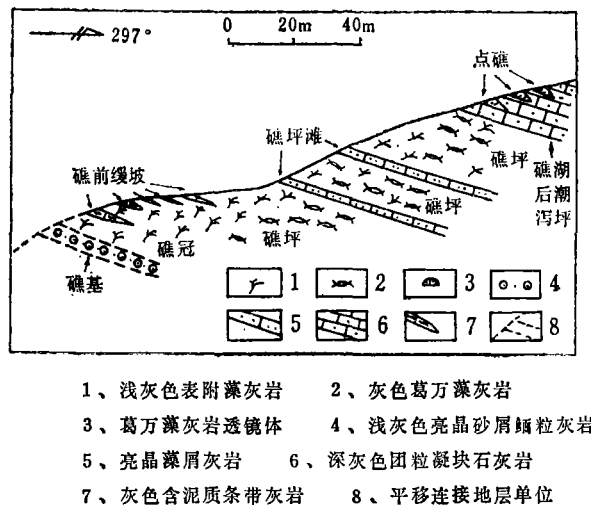 297°
0 20m 40m
点礁
礁坪滩
礁坪
礁湖
后潮
泻坪
礁前缓坡
礁坪
礁冠
礁坪
礁基
1 2 3 4
5 6 7 8
1、浅灰色表附藻灰岩 2、灰色葛万藻灰岩
3、葛万藻灰岩透镜体 4、浅灰色亮晶砂屑鲕粒灰岩
5、亮晶藻屑灰岩 6、深灰色团粒凝块石灰岩
7、灰色含泥质条带灰岩 8、平移连接地层单位